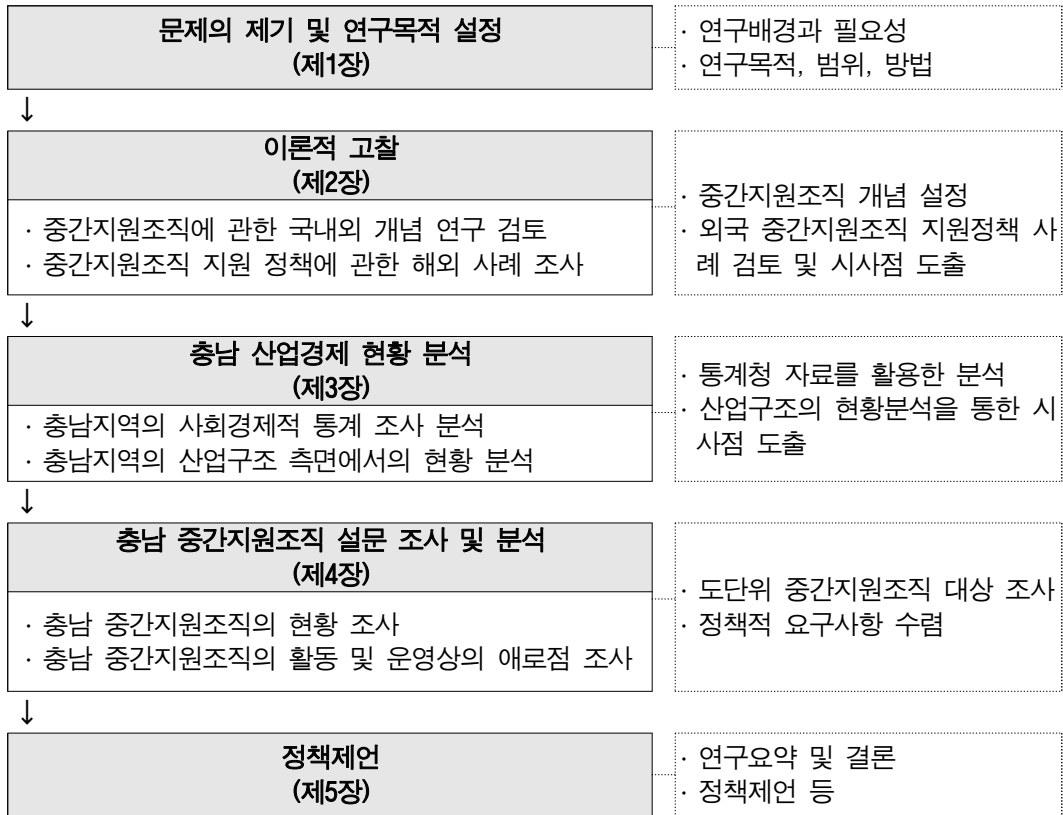 문제의 제기 및 연구목적 설정
(제1장)
· 연구배경과 필요성
· 연구목적, 범위, 방법
↓
이론적 고찰
(제2장)
· 중간지원조직에 관한 국내외 개념 연구 검토
· 중간지원조직 지원 정책에 관한 해외 사례 조사
· 중간지원조직 개념 설정
· 외국 중간지원조직 지원정책 사
례 검토 및 시사점 도출
↓
충남 산업경제 현황 분석
(제3장)
· 충남지역의 사회경제적 통계 조사 분석
· 충남지역의 산업구조 측면에서의 현황 분석
· 통계청 자료를 활용한 분석
· 산업구조의 현황분석을 통한 시
사점 도출
↓
충남 중간지원조직 설문 조사 및 분석
(제4장)
· 충남 중간지원조직의 현황 조사
· 충남 중간지원조직의 활동 및 운영상의 애로점 조사
· 도단위 중간지원조직 대상 조사
· 정책적 요구사항 수렴
↓
정책제언
(제5장)
· 연구요약 및 결론
· 정책제언 등